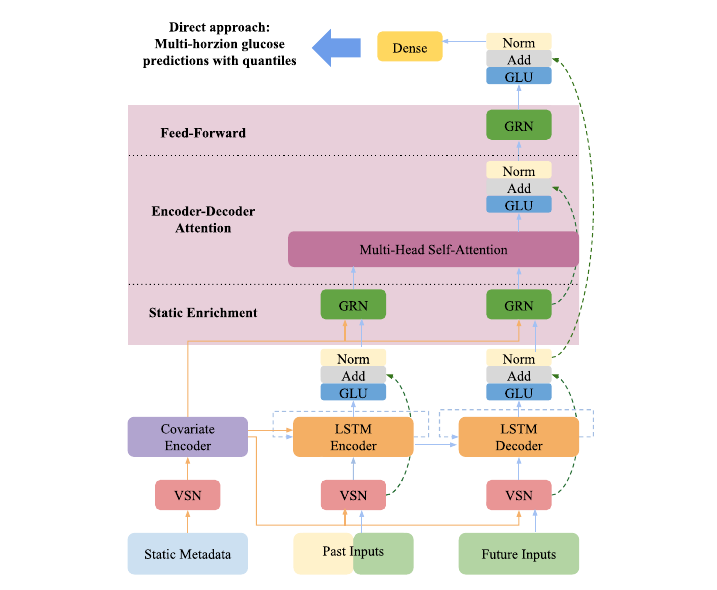 Direct approach:
Multi-horzion glucose
predictions with quantiles
Dense
Norm
Add
GLU
Feed-Forward
GRN
Norm
Add
GLU
Encoder-Decoder
Attention
Multi-Head Self-Attention
Static Enrichment
GRN
GRN
Norm
Add
GLU
Norm
Add
GLU
Covariate
Encoder
LSTM
Encoder
LSTM
Decoder
VSN
VSN
VSN
Static Metadata
Past Inputs
Future Inputs